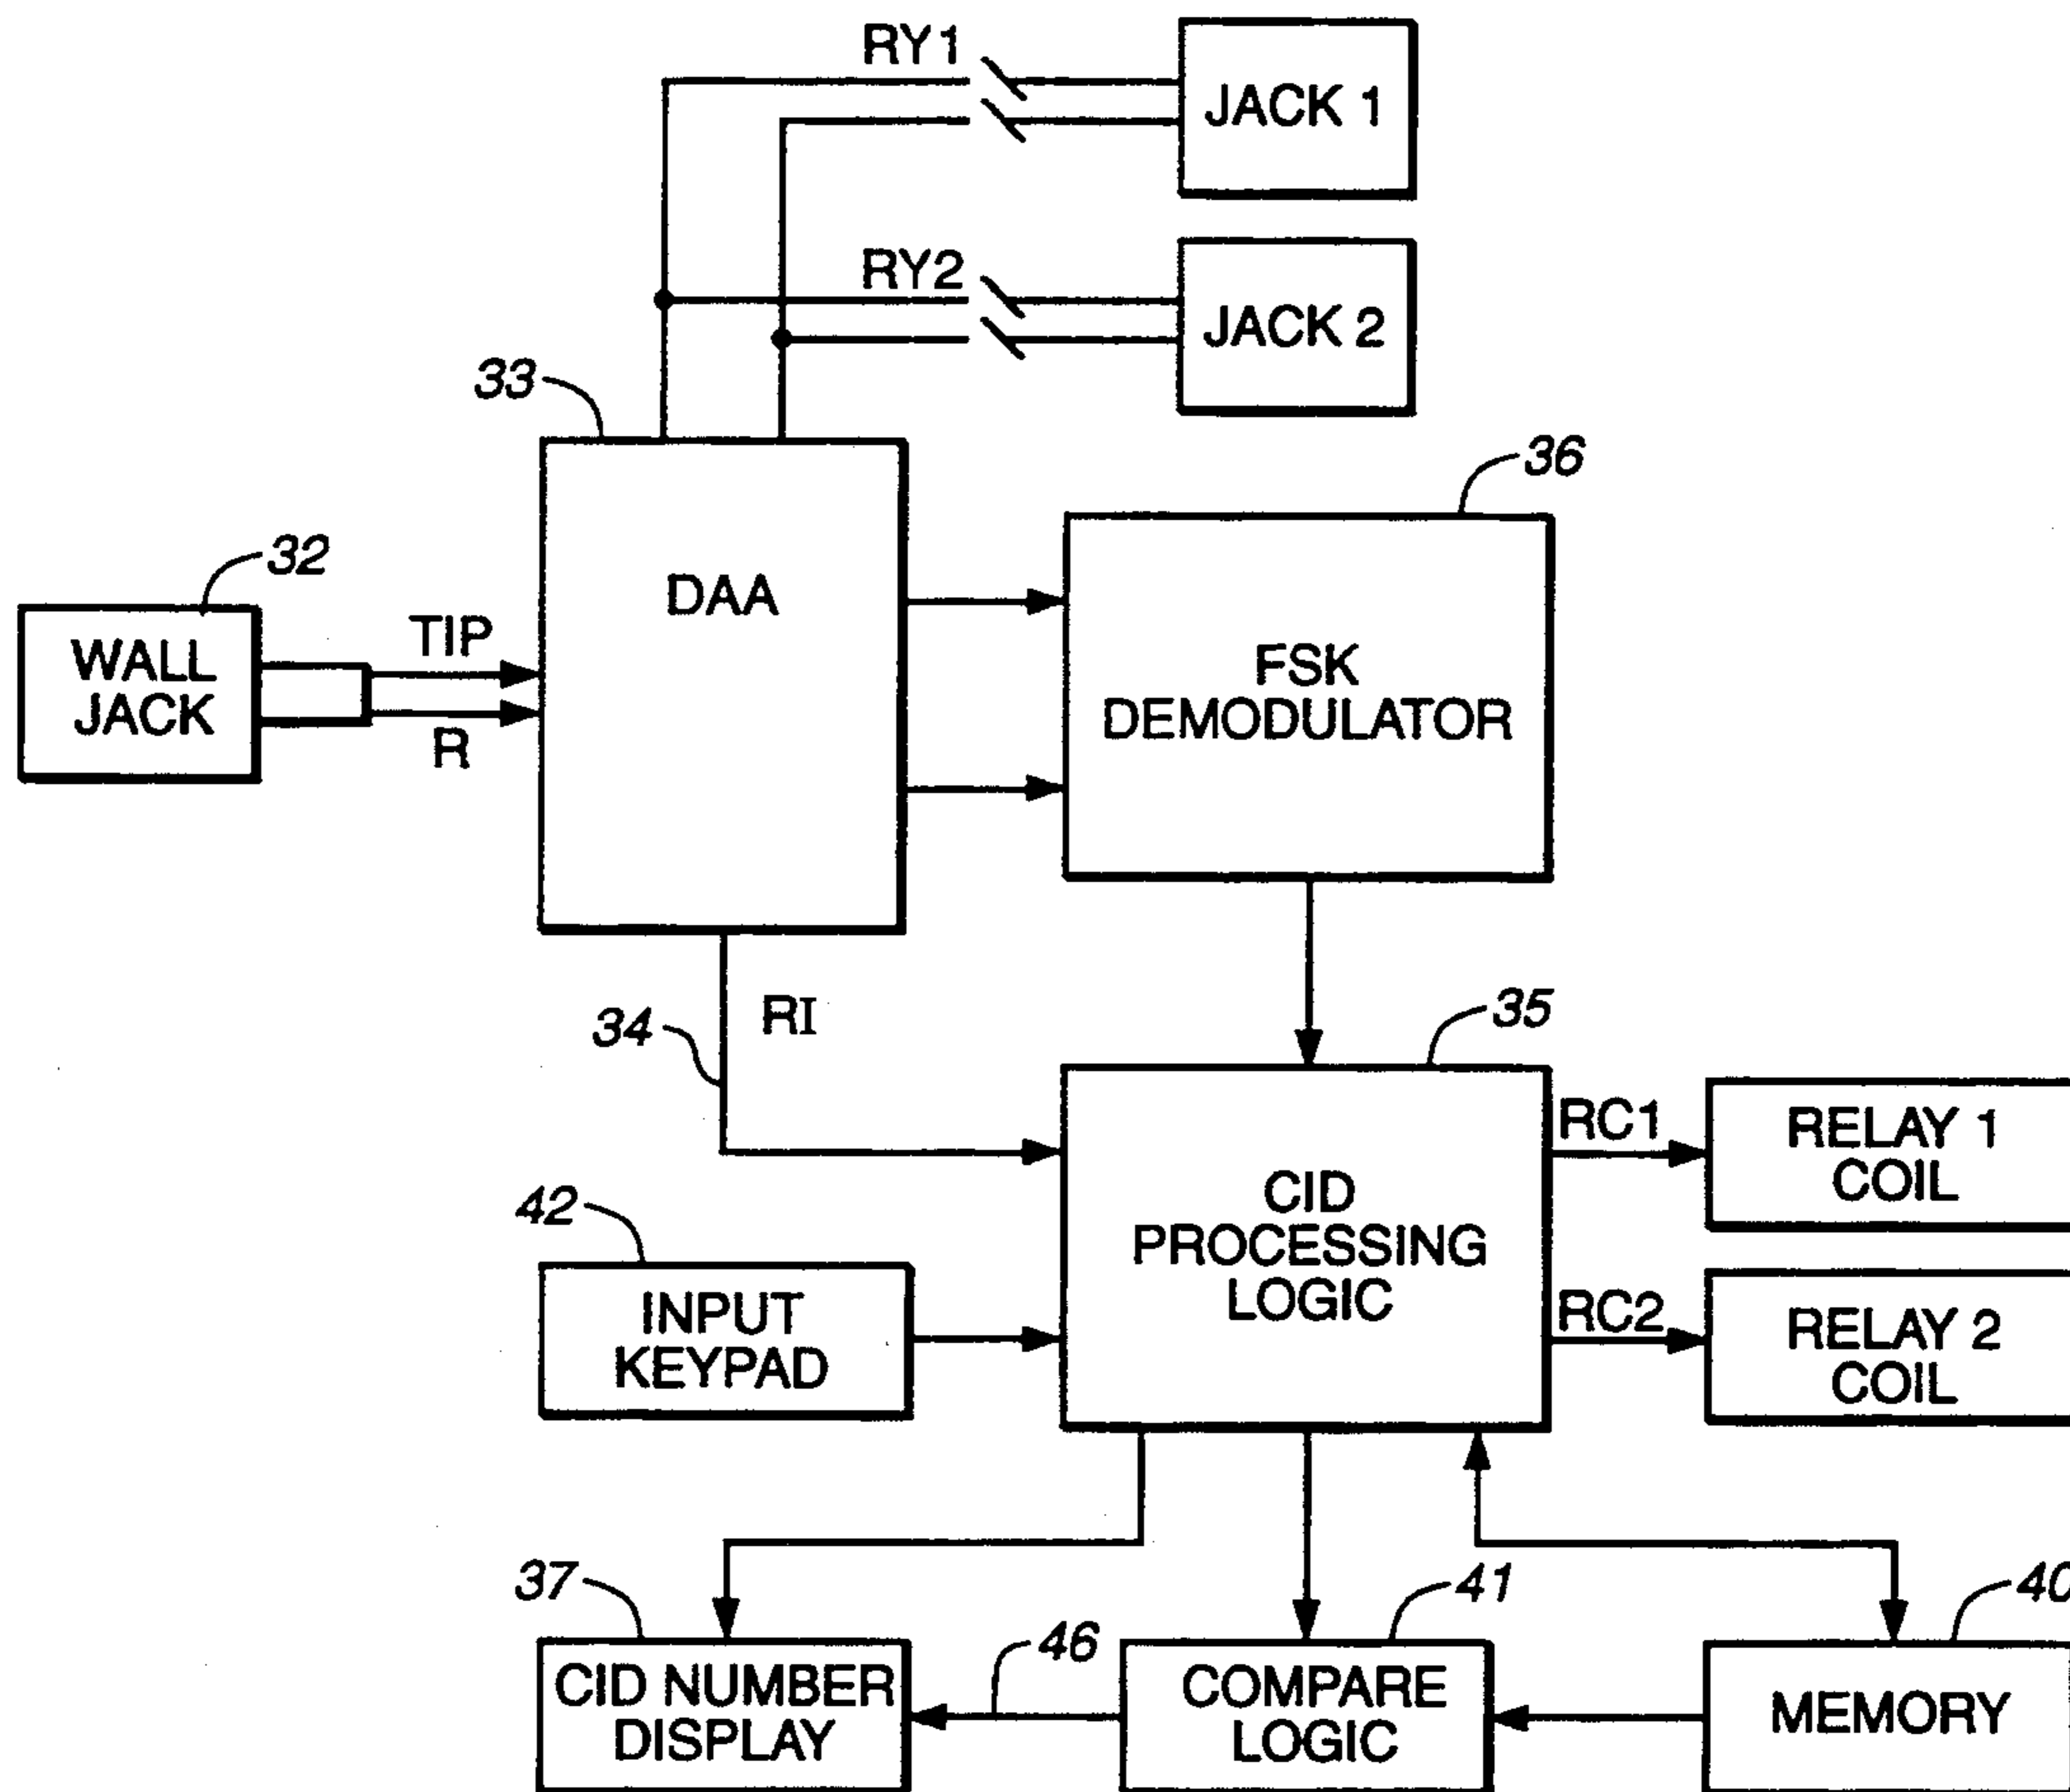 RY1
JACK 1
RY2
JACK 2
33
36
32
WALL
JACK
TIP
R
DAA
FSK
DEMODULATOR
34
RI
35
CID
PROCESSING
LOGIC
RC1
RELAY 1
COIL
RC2
RELAY 2
COIL
42
INPUT
KEYPAD
37
CID NUMBER
DISPLAY
46
41
COMPARE
LOGIC
40
MEMORY